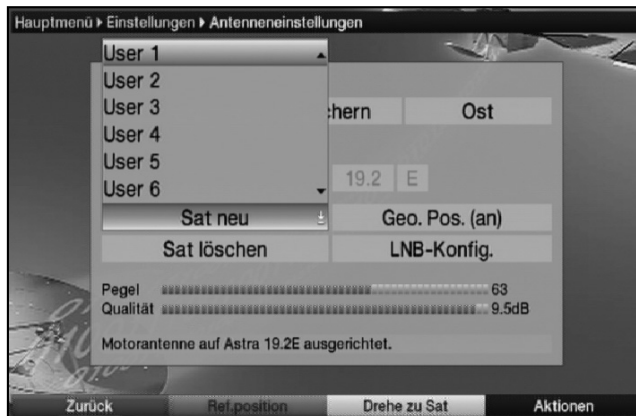 Hauptmenü ▸ Einstellungen ▸ Antenneneinstellungen
User 1
User 2
User 3
User 4
User 5
User 6
chern Ost
19.2 E
Sat neu Geo. Pos. (an)
Sat löschen LNB-Konfig.
Pegel 63
Qualität 9.5dB
Motorantenne auf Astra 19.2E ausgerichtet.
Zurück Ref.position Drehe zu Sat Aktionen